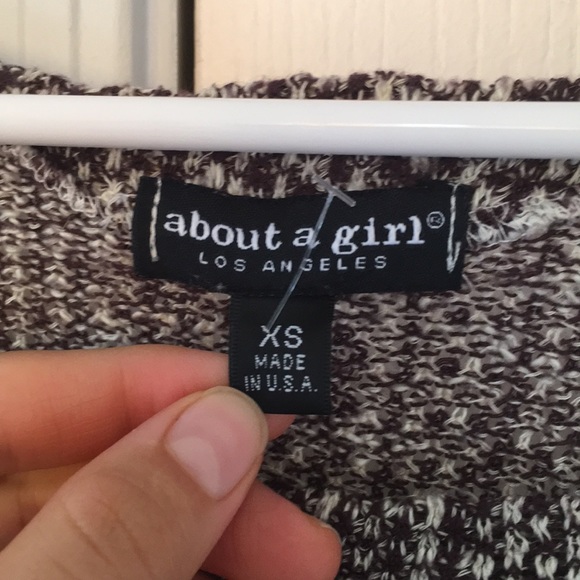 about a girl®
LOS ANGELES
XS
MADE
IN U.S.A.